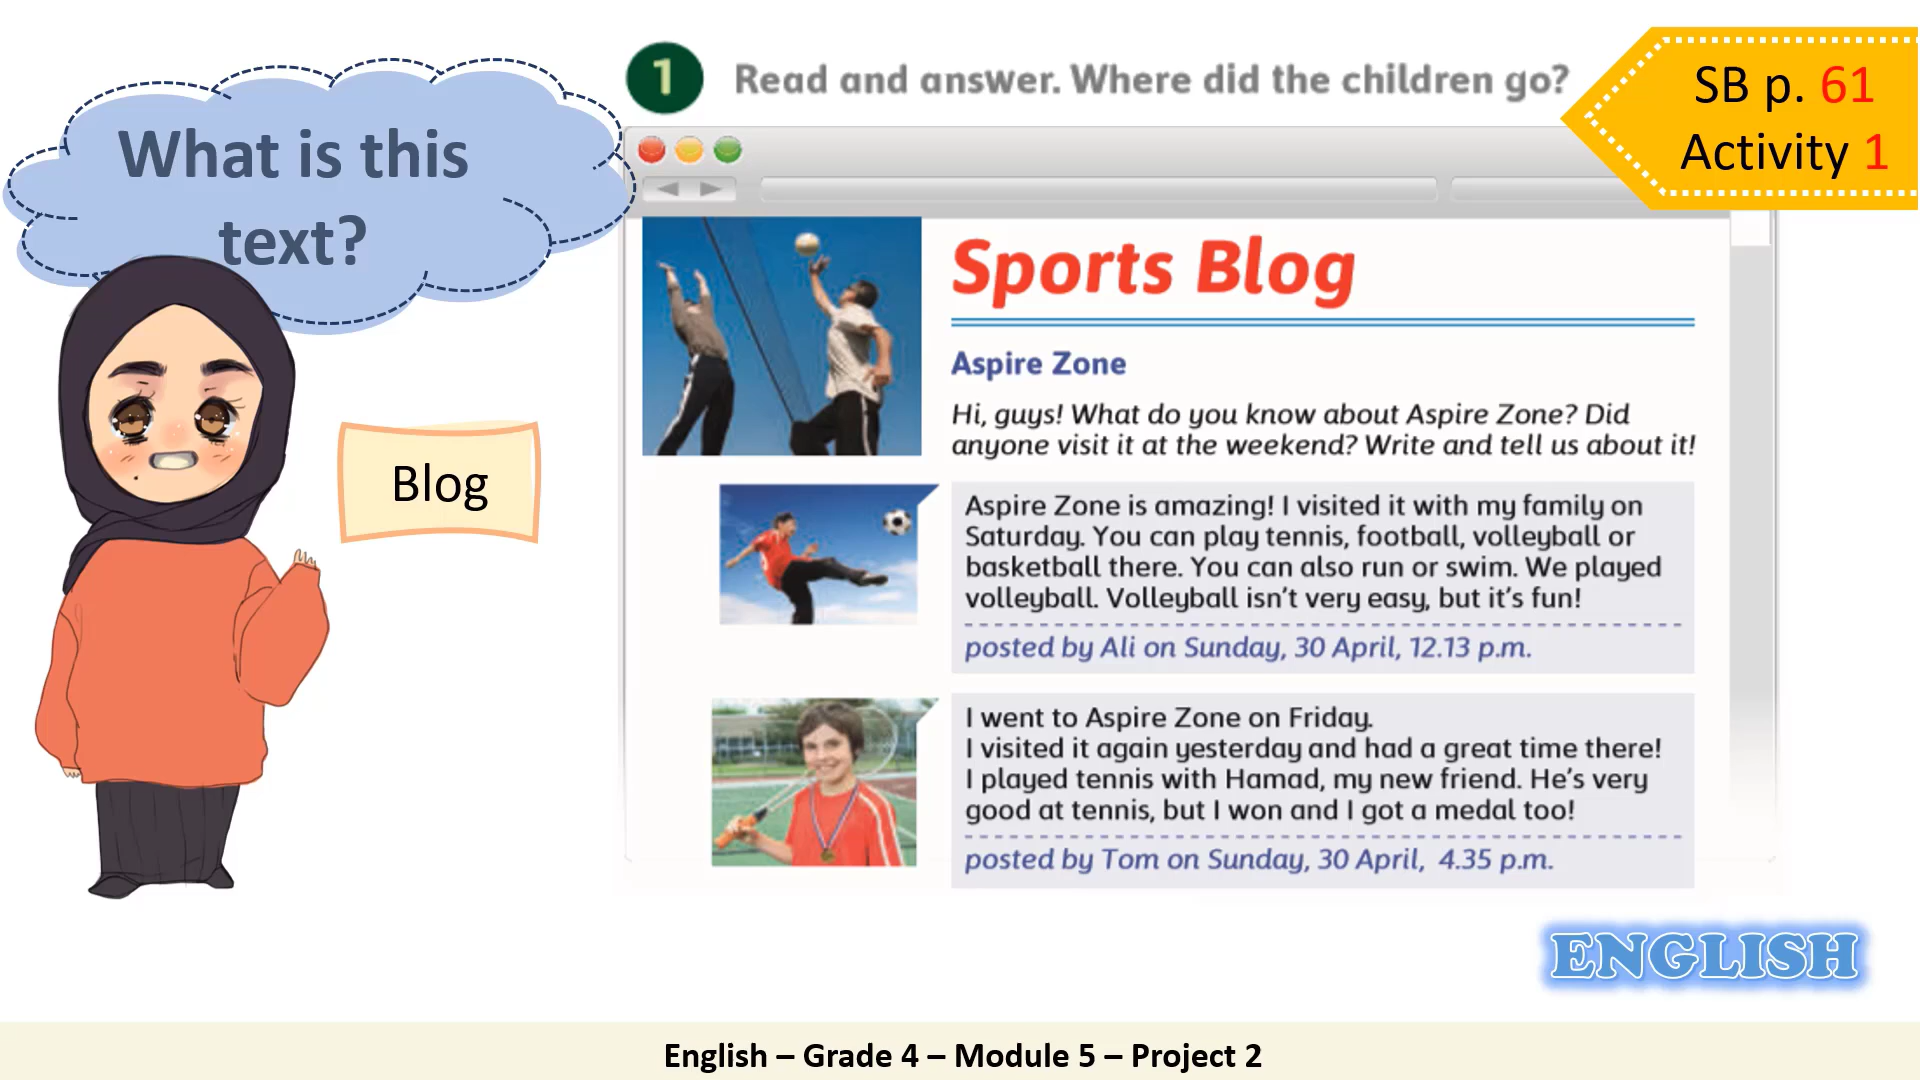 What is this
text?
Blog
1 Read and answer. Where did the children go?
SB p. 61
Activity 1
Sports Blog
Aspire Zone
Hi, guys! What do you know about Aspire Zone? Did
anyone visit it at the weekend? Write and tell us about it!
Aspire Zone is amazing! I visited it with my family on
Saturday. You can play tennis, football, volleyball or
basketball there. You can also run or swim. We played
volleyball. Volleyball isn't very easy, but it's fun!
posted by Ali on Sunday, 30 April, 12.13 p.m.
I went to Aspire Zone on Friday.
I visited it again yesterday and had a great time there!
I played tennis with Hamad, my new friend. He's very
good at tennis, but I won and I got a medal too!
posted by Tom on Sunday, 30 April, 4.35 p.m.
ENGLISH
English – Grade 4 – Module 5 – Project 2